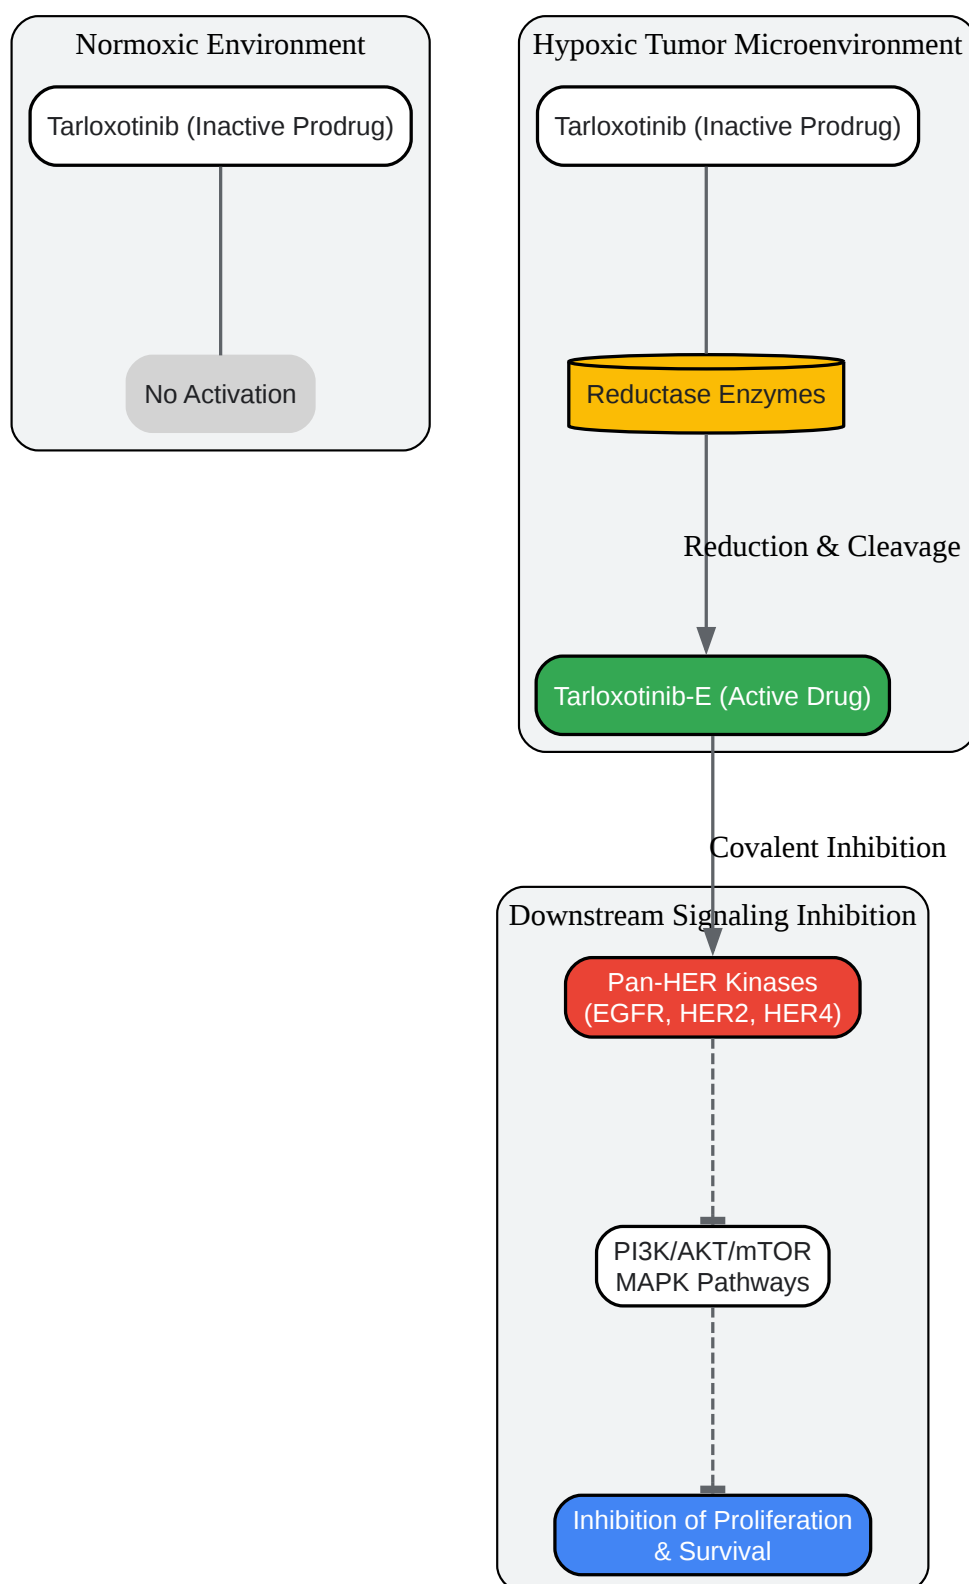 Normoxic Environment
Tarloxotinib (Inactive Prodrug)
No Activation
Hypoxic Tumor Microenvironment
Tarloxotinib (Inactive Prodrug)
Reductase Enzymes
Reduction & Cleavage
Tarloxotinib-E (Active Drug)
Covalent Inhibition
Downstream Signaling Inhibition
Pan-HER Kinases
(EGFR, HER2, HER4)
PI3K/AKT/mTOR
MAPK Pathways
Inhibition of Proliferation
& Survival